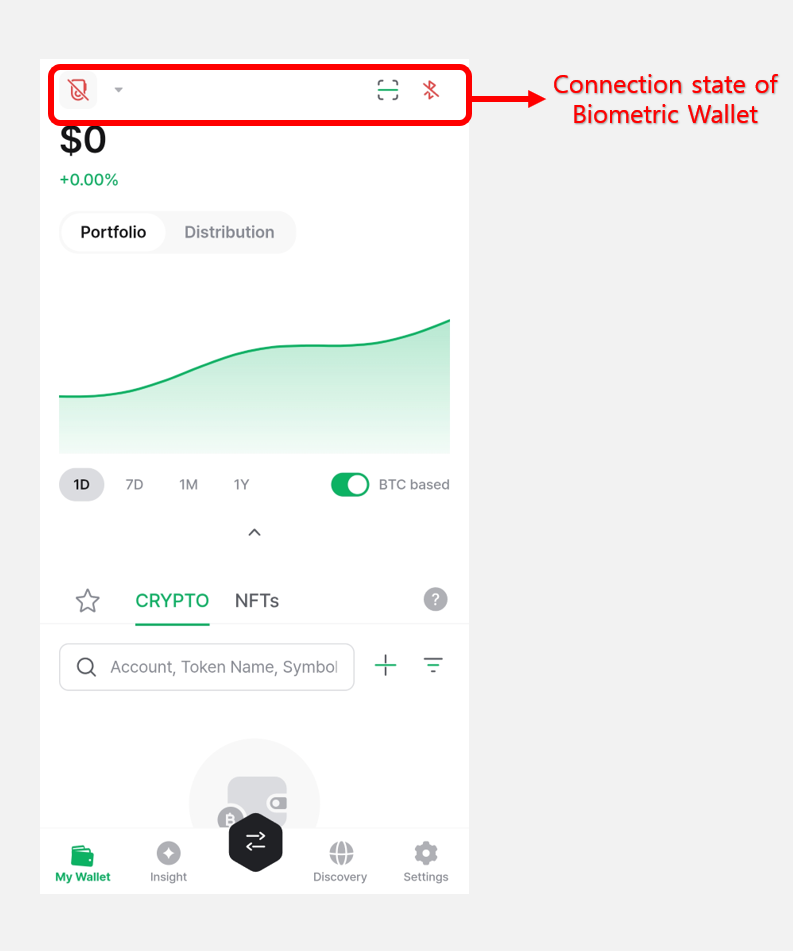 Connection state of
Biometric Wallet
$0
+0.00%
Portfolio Distribution
1D 7D 1M 1Y BTC based
CRYPTO NFTs ?
Account, Token Name, Symbol
My Wallet Insight Discovery Settings